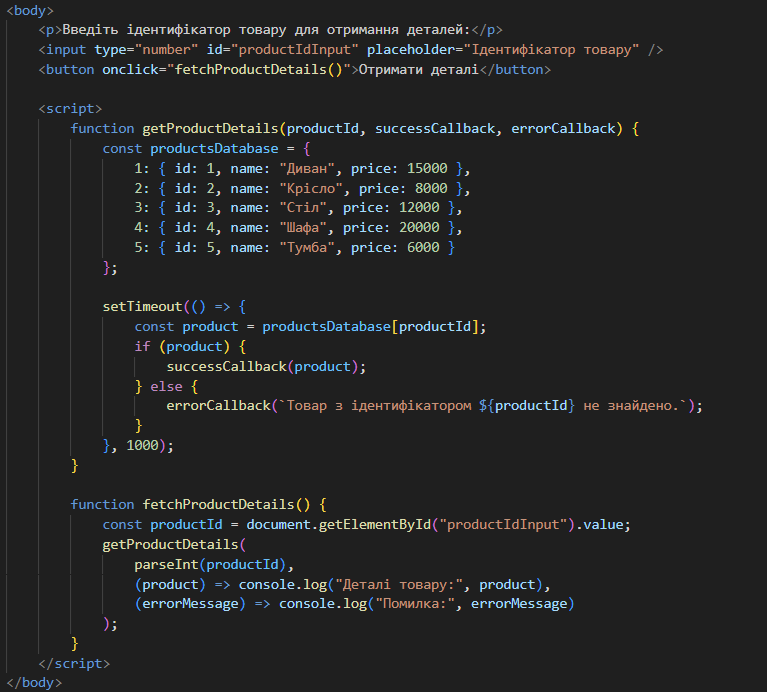 <body>
<p>Введіть ідентифікатор товару для отримання деталей:</p>
<input type="number" id="productIdInput" placeholder="Ідентифікатор товару" />
<button onclick="fetchProductDetails()">Отримати деталі</button>
<script>
function getProductDetails(productId, successCallback, errorCallback) {
const productsDatabase = {
1: { id: 1, name: "Диван", price: 15000 },
2: { id: 2, name: "Крісло", price: 8000 },
3: { id: 3, name: "Стіл", price: 12000 },
4: { id: 4, name: "Шафа", price: 20000 },
5: { id: 5, name: "Тумба", price: 6000 }
};
setTimeout(() => {
const product = productsDatabase[productId];
if (product) {
successCallback(product);
} else {
errorCallback(`Товар з ідентифікатором ${productId} не знайдено.`);
}
}, 1000);
}
function fetchProductDetails() {
const productId = document.getElementById("productIdInput").value;
getProductDetails(
parseInt(productId),
(product) => console.log("Деталі товару:", product),
(errorMessage) => console.log("Помилка:", errorMessage)
);
}
</script>
</body>